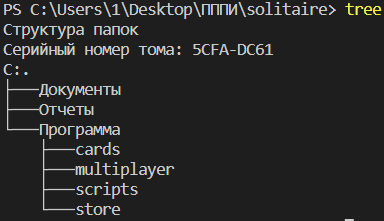 PS C:\Users\1\Desktop\ПППИ\solitaire> tree
Структура папок
Серийный номер тома: 5CFA-DC61
C:.
├───Документы
├───Отчеты
└───Программа
    ├───cards
    ├───multiplayer
    ├───scripts
    └───store